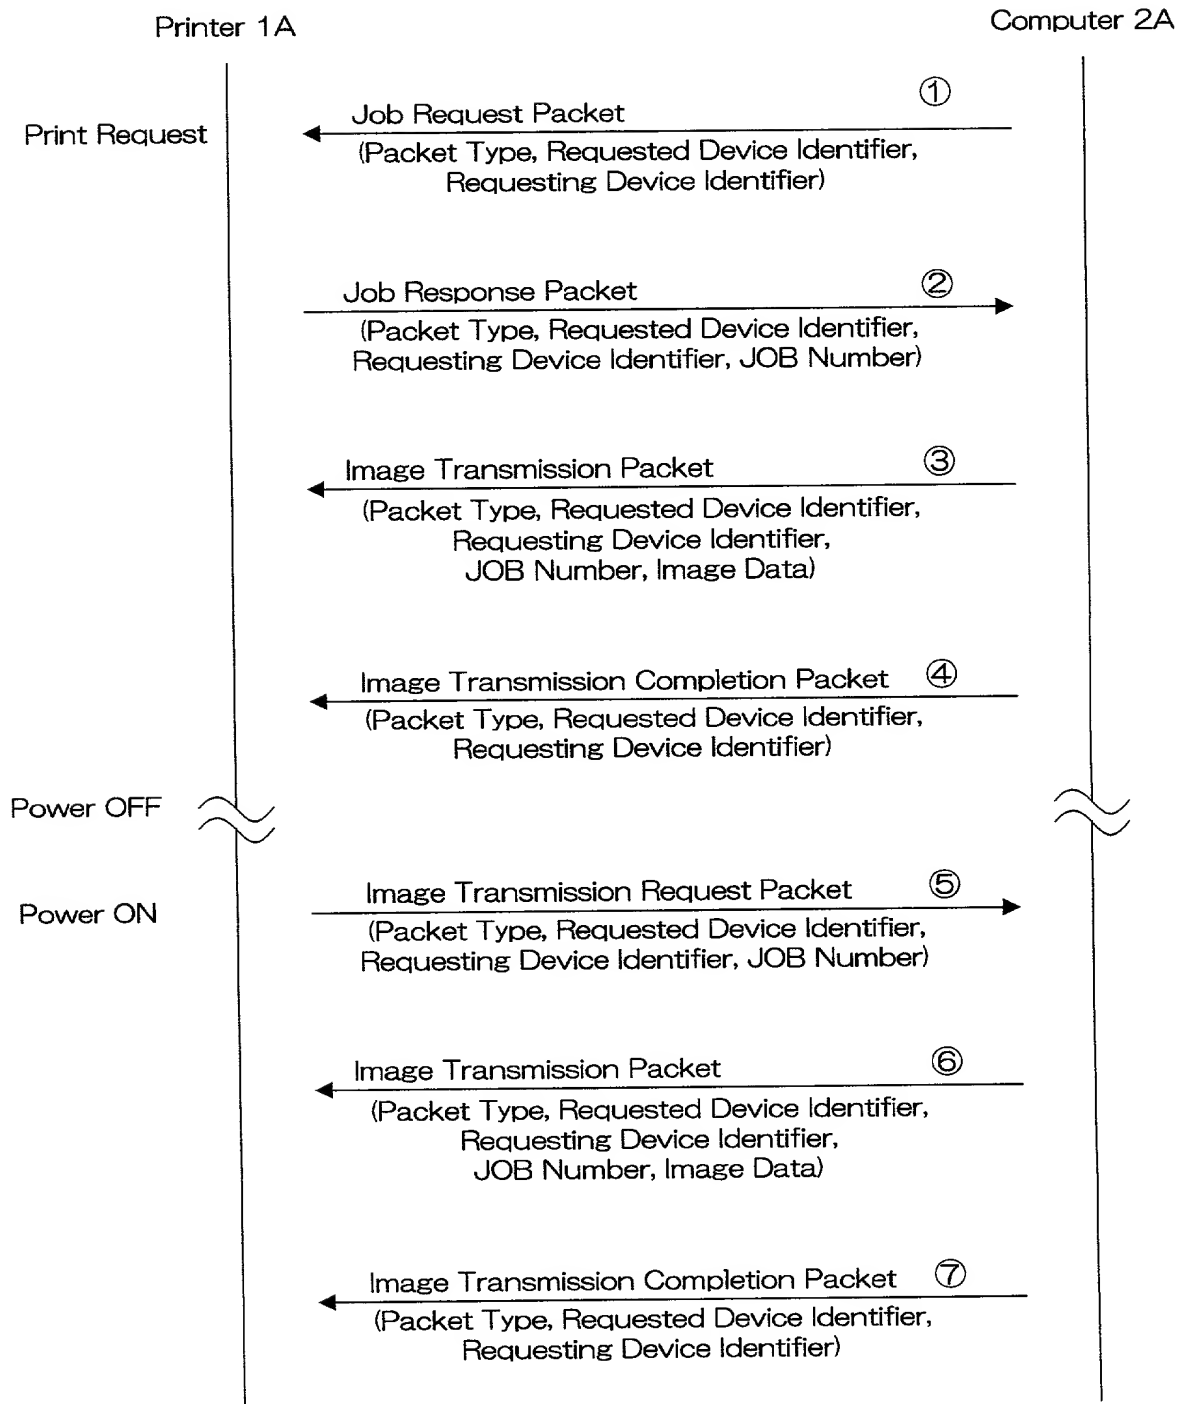 Printer 1A
Computer 2A
①
Job Request Packet
Print Request
(Packet Type, Requested Device Identifier,
Requesting Device Identifier)
②
Job Response Packet
(Packet Type, Requested Device Identifier,
Requesting Device Identifier, JOB Number)
③
Image Transmission Packet
(Packet Type, Requested Device Identifier,
Requesting Device Identifier,
JOB Number, Image Data)
④
Image Transmission Completion Packet
(Packet Type, Requested Device Identifier,
Requesting Device Identifier)
Power OFF
⑤
Image Transmission Request Packet
Power ON
(Packet Type, Requested Device Identifier,
Requesting Device Identifier, JOB Number)
⑥
Image Transmission Packet
(Packet Type, Requested Device Identifier,
Requesting Device Identifier,
JOB Number, Image Data)
⑦
Image Transmission Completion Packet
(Packet Type, Requested Device Identifier,
Requesting Device Identifier)